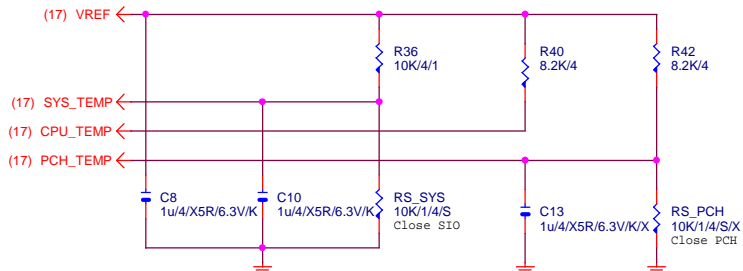 (17) VREF
R36
10K/4/1
R40
8.2K/4
R42
8.2K/4
(17) SYS_TEMP
(17) CPU_TEMP
(17) PCH_TEMP
C8
1u/4/X5R/6.3V/K
C10
1u/4/X5R/6.3V/K
RS_SYS
10K/1/4/S
Close SIO
C13
1u/4/X5R/6.3V/K/X
RS_PCH
10K/1/4/S/X
Close PCH